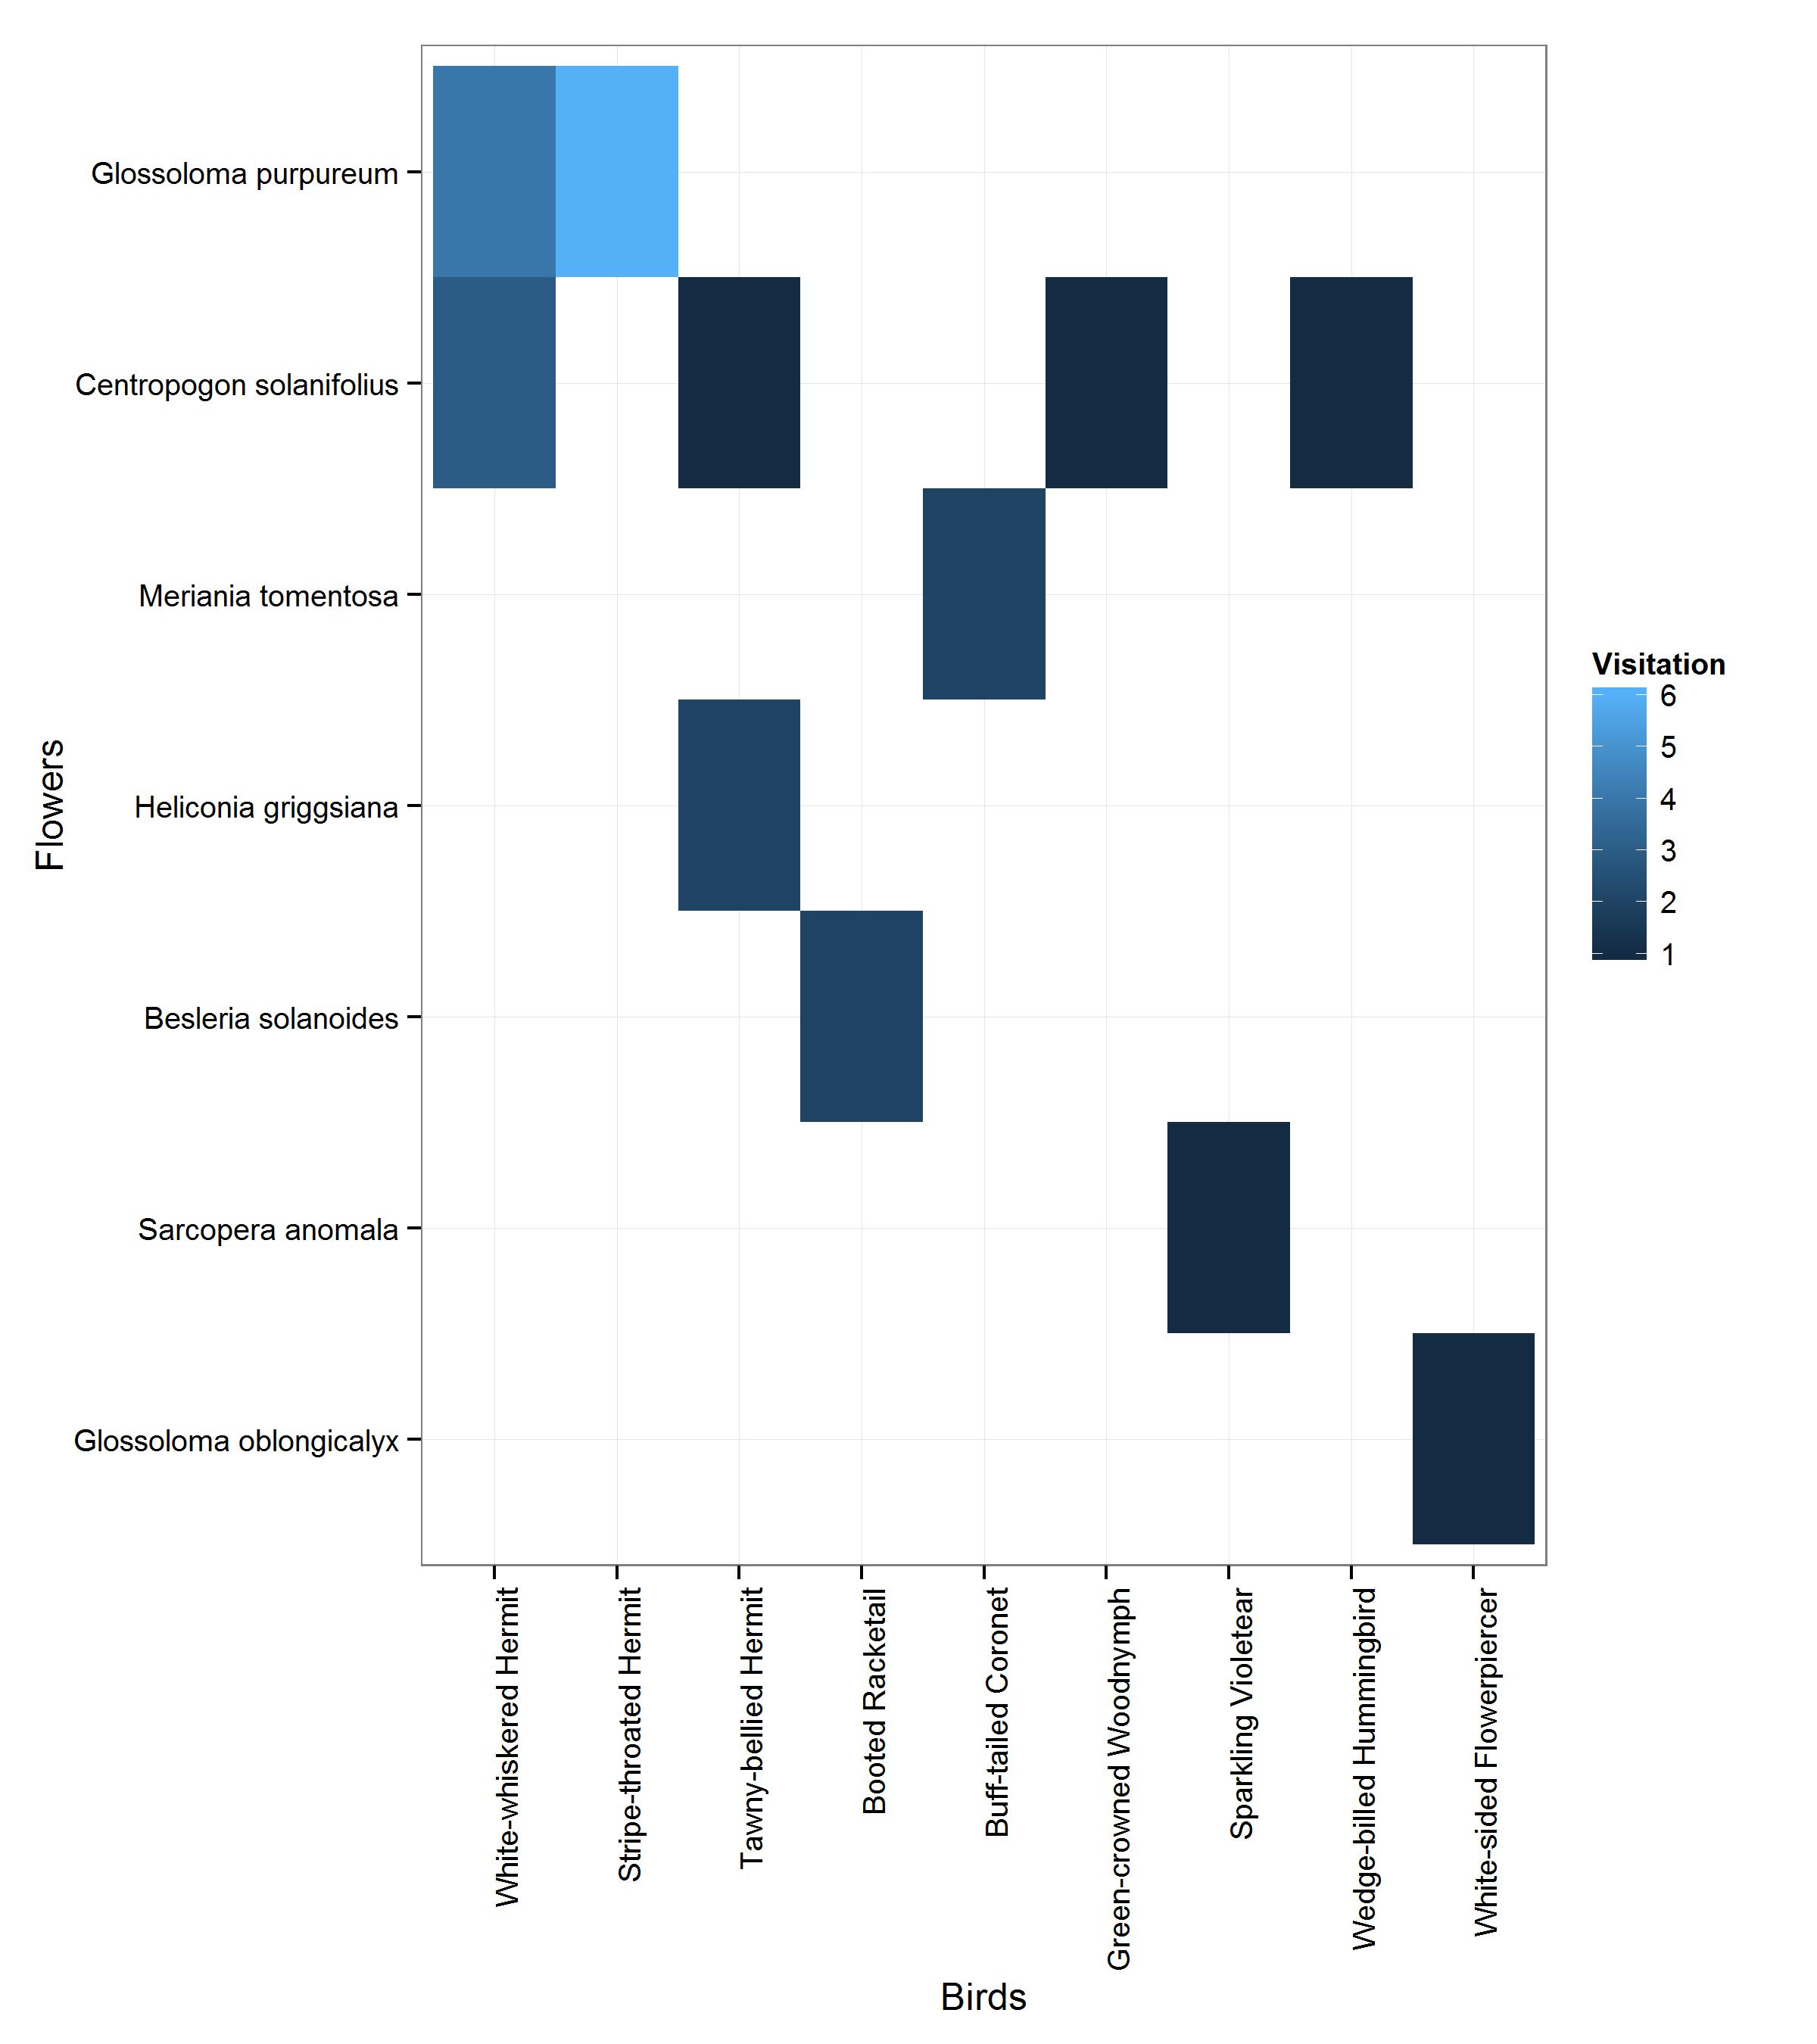 Glossoloma purpureum
Centropogon solanifolius
Meriania tomentosa
Heliconia griggsiana
Besleria solanoides
Sarcopera anomala
Glossoloma oblongicalyx
Flowers
White-whiskered Hermit
Stripe-throated Hermit
Tawny-bellied Hermit
Booted Racketail
Buff-tailed Coronet
Green-crowned Woodnymph
Sparkling Violetear
Wedge-billed Hummingbird
White-sided Flowerpiercer
Birds
Visitation
6
5
4
3
2
1